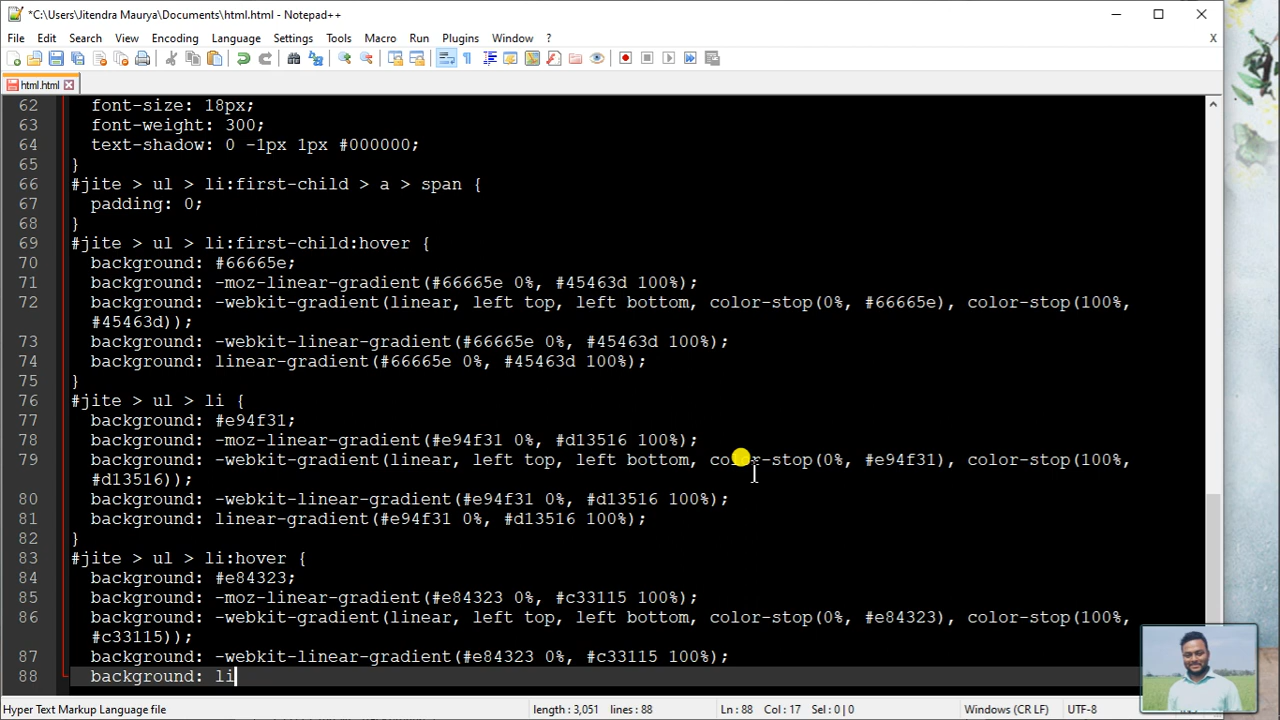 *C:\Users\Jitendra Maurya\Documents\html.html - Notepad++
File Edit Search View Encoding Language Settings Tools Macro Run Plugins Window ? X
html.html
62 font-size: 18px;
63 font-weight: 300;
64 text-shadow: 0 -1px 1px #000000;
65 }
66 #jite > ul > li:first-child > a > span {
67 padding: 0;
68 }
69 #jite > ul > li:first-child:hover {
70 background: #66665e;
71 background: -moz-linear-gradient(#66665e 0%, #45463d 100%);
72 background: -webkit-gradient(linear, left top, left bottom, color-stop(0%, #66665e), color-stop(100%,
#45463d));
73 background: -webkit-linear-gradient(#66665e 0%, #45463d 100%);
74 background: linear-gradient(#66665e 0%, #45463d 100%);
75 }
76 #jite > ul > li {
77 background: #e94f31;
78 background: -moz-linear-gradient(#e94f31 0%, #d13516 100%);
79 background: -webkit-gradient(linear, left top, left bottom, color-stop(0%, #e94f31), color-stop(100%,
#d13516));
80 background: -webkit-linear-gradient(#e94f31 0%, #d13516 100%);
81 background: linear-gradient(#e94f31 0%, #d13516 100%);
82 }
83 #jite > ul > li:hover {
84 background: #e84323;
85 background: -moz-linear-gradient(#e84323 0%, #c33115 100%);
86 background: -webkit-gradient(linear, left top, left bottom, color-stop(0%, #e84323), color-stop(100%,
#c33115));
87 background: -webkit-linear-gradient(#e84323 0%, #c33115 100%);
88 background: li
Hyper Text Markup Language file length : 3,051 lines : 88 Ln : 88 Col : 17 Sel : 0 | 0 Windows (CR LF) UTF-8